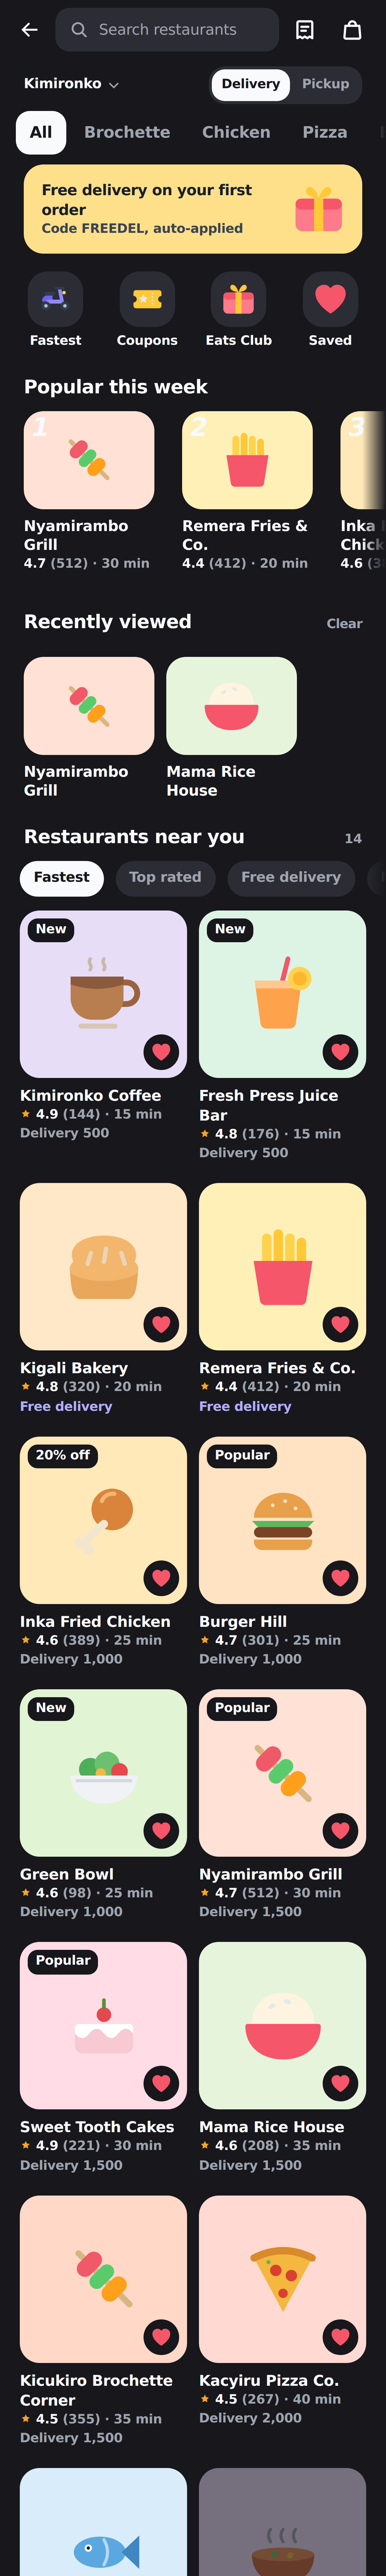 Search restaurants
Kimironko
Delivery Pickup
All Brochette Chicken Pizza
Free delivery on your first
order
Code FREEDEL, auto-applied
Fastest Coupons Eats Club Saved
Popular this week
1 2 3
Nyamirambo Remera Fries & Inka
Grill Co. Chick
4.7 (512) · 30 min 4.4 (412) · 20 min 4.6
Recently viewed Clear
Nyamirambo Mama Rice
Grill House
Restaurants near you 14
Fastest Top rated Free delivery
New New
Kimironko Coffee
4.9 (144) · 15 min
Delivery 500
Fresh Press Juice
Bar
4.8 (176) · 15 min
Delivery 500
Kigali Bakery
4.8 (320) · 20 min
Free delivery
Remera Fries & Co.
4.4 (412) · 20 min
Free delivery
20% off
Inka Fried Chicken
4.6 (389) · 25 min
Delivery 1,000
Popular
Burger Hill
4.7 (301) · 25 min
Delivery 1,000
New
Green Bowl
4.6 (98) · 25 min
Delivery 1,000
Popular
Nyamirambo Grill
4.7 (512) · 30 min
Delivery 1,500
Popular
Sweet Tooth Cakes
4.9 (221) · 30 min
Delivery 1,500
Mama Rice House
4.6 (208) · 35 min
Delivery 1,500
Kicukiro Brochette
Corner
4.5 (355) · 35 min
Delivery 1,500
Kacyiru Pizza Co.
4.5 (267) · 40 min
Delivery 2,000